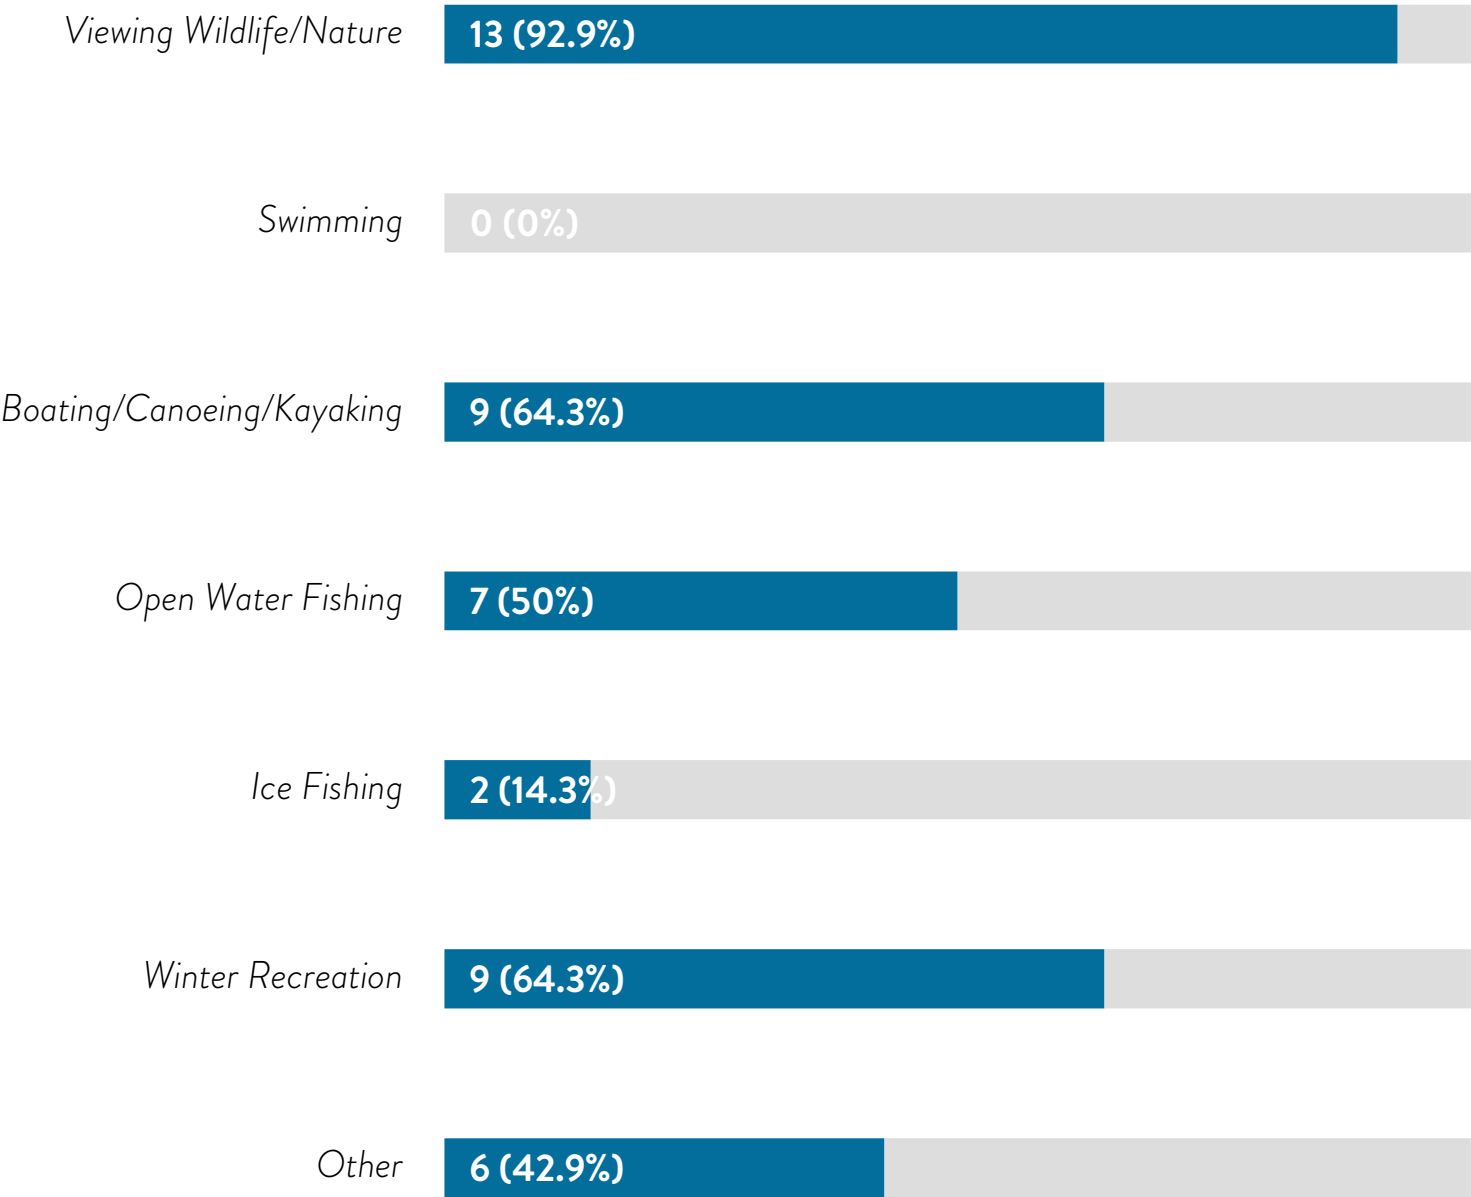 Viewing Wildlife/Nature 13 (92.9%)
Swimming 0 (0%)
Boating/Canoeing/Kayaking 9 (64.3%)
Open Water Fishing 7 (50%)
Ice Fishing 2 (14.3%)
Winter Recreation 9 (64.3%)
Other 6 (42.9%)